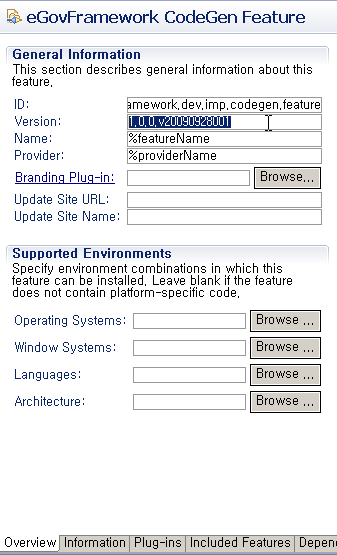 eGovFramework CodeGen Feature
General Information
This section describes general information about this
feature.
ID: amework.dev.imp.codegen.feature
Version: 1.0.0.v20090928001
Name: %featureName
Provider: %providerName
Branding Plug-in: Browse...
Update Site URL:
Update Site Name:
Supported Environments
Specify environment combinations in which this
feature can be installed. Leave blank if the feature
does not contain platform-specific code.
Operating Systems: Browse ...
Window Systems: Browse ...
Languages: Browse ...
Architecture: Browse ...
Overview Information Plug-ins Included Features Depen